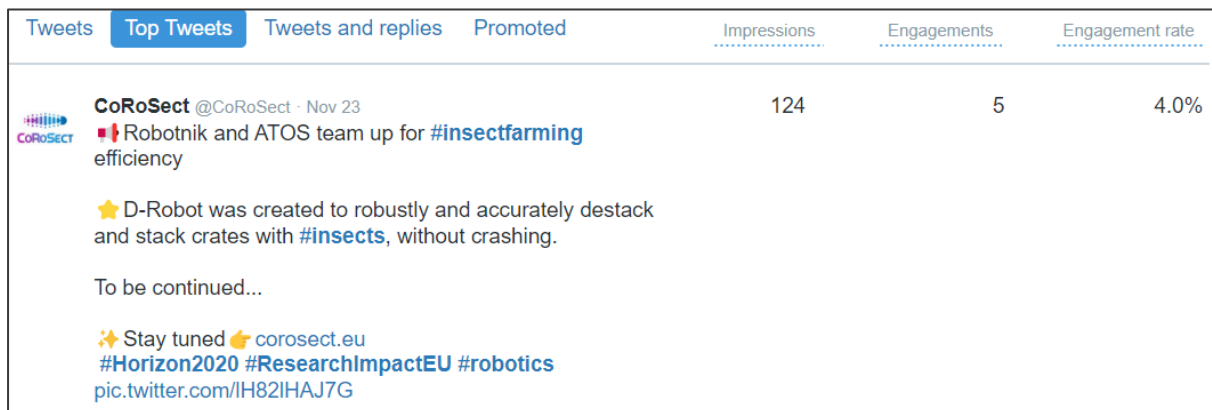 Tweets Top Tweets Tweets and replies Promoted Impressions Engagements Engagement rate
CoRoSect @CoRoSect · Nov 23 124 5 4.0%
CoRoSect
📢Robotnik and ATOS team up for #insectfarming
efficiency
⭐D-Robot was created to robustly and accurately destack
and stack crates with #insects, without crashing.
To be continued...
✨Stay tuned👉corosect.eu
#Horizon2020 #ResearchImpactEU #robotics
pic.twitter.com/lH82lHAJ7G